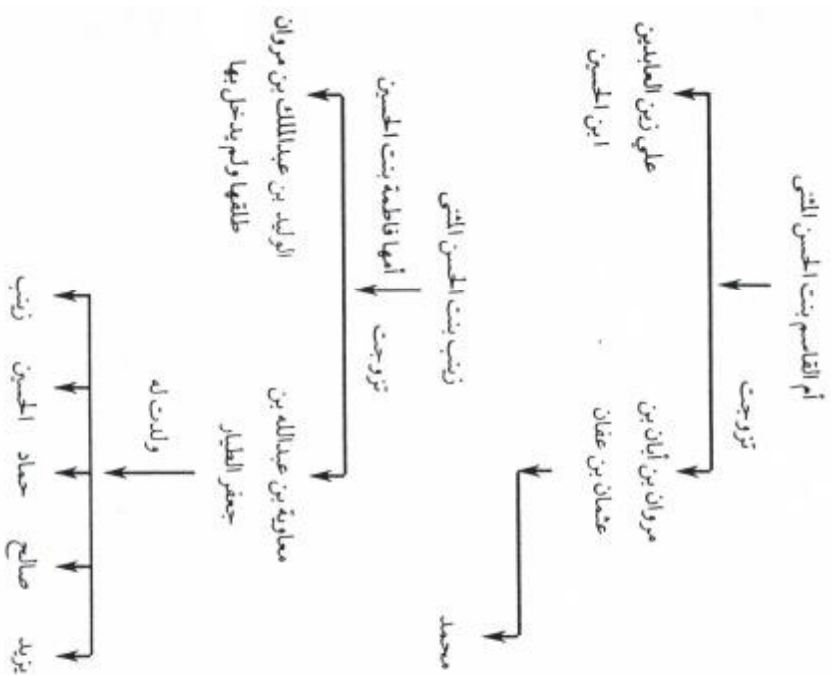 أم القاسم بنت الحسن المثنى
تزوجت
مروان بن أبان بن
عثمان بن عفان
علي زين العابدين
ابن الحسين
محمد
زينب بنت الحسن المثنى
أمها فاطمة بنت الحسين
تزوجت
معاوية بن عبدالله بن
جعفر الطيار
الوليد بن عبدالملك بن مروان
طلقها ولم يدخل بها
ولدت له
يزيد
صالح
حماد
الحسين
زينب